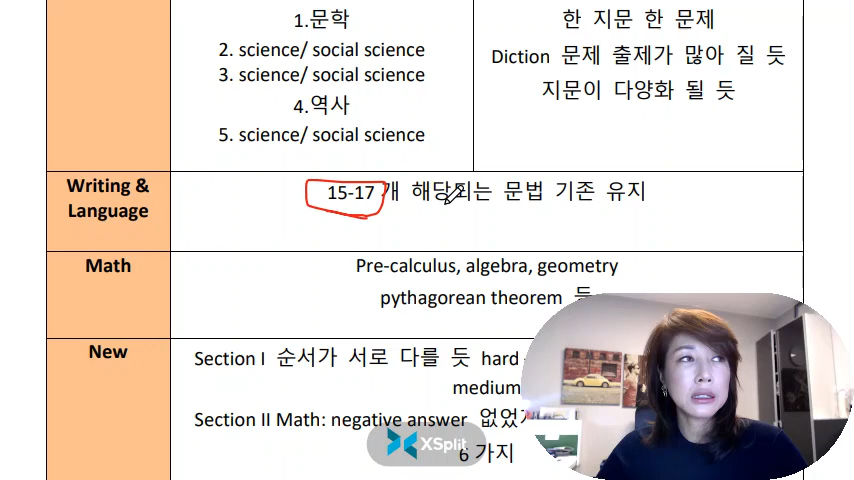 1.문학
2. science/ social science
3. science/ social science
4.역사
5. science/ social science
한 지문 한 문제
Diction 문제 출제가 많아 질 듯
지문이 다양화 될 듯
Writing &
Language
15-17 개 해당되는 문법 기존 유지
Math
Pre-calculus, algebra, geometry
pythagorean theorem 등
New
Section I 순서가 서로 다를 듯 hard
medium
Section II Math: negative answer 없었
6 가지
XSplit